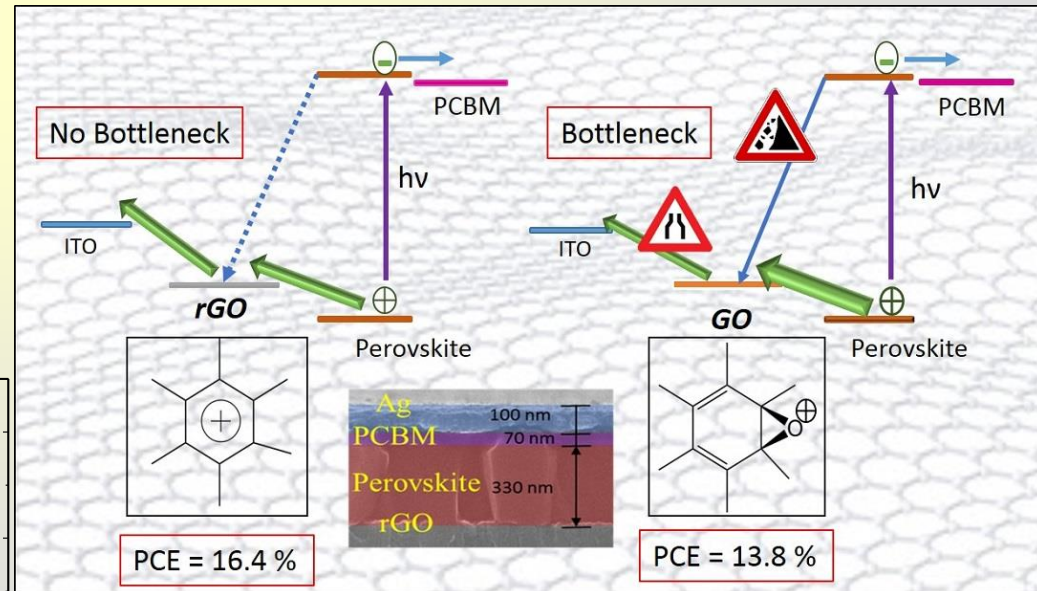 No Bottleneck
PCBM
hν
ITO
rGO
Perovskite
PCE = 16.4 %
Ag
PCBM
Perovskite
rGO
100 nm
70 nm
330 nm
Bottleneck
PCBM
hν
ITO
GO
Perovskite
O
PCE = 13.8 %